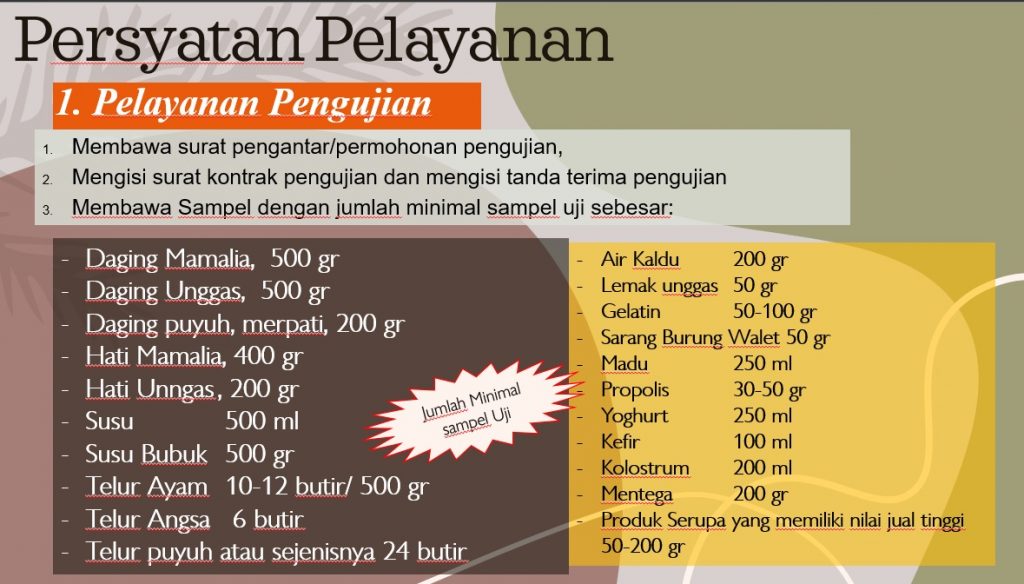 Persyatan Pelayanan
1. Pelayanan Pengujian
1. Membawa surat pengantar/permohonan pengujian,
2. Mengisi surat kontrak pengujian dan mengisi tanda terima pengujian
3. Membawa Sampel dengan jumlah minimal sampel uji sebesar:
- Daging Mamalia, 500 gr
- Daging Unggas, 500 gr
- Daging puyuh, merpati, 200 gr
- Hati Mamalia, 400 gr
- Hati Unngas, 200 gr
- Susu 500 ml
- Susu Bubuk 500 gr
- Telur Ayam 10-12 butir/ 500 gr
- Telur Angsa 6 butir
- Telur puyuh atau sejenisnya 24 butir
Jumlah Minimal
sampel Uji
- Air Kaldu 200 gr
- Lemak unggas 50 gr
- Gelatin 50-100 gr
- Sarang Burung Walet 50 gr
- Madu 250 ml
- Propolis 30-50 gr
- Yoghurt 250 ml
- Kefir 100 ml
- Kolostrum 200 ml
- Mentega 200 gr
- Produk Serupa yang memiliki nilai jual tinggi
50-200 gr